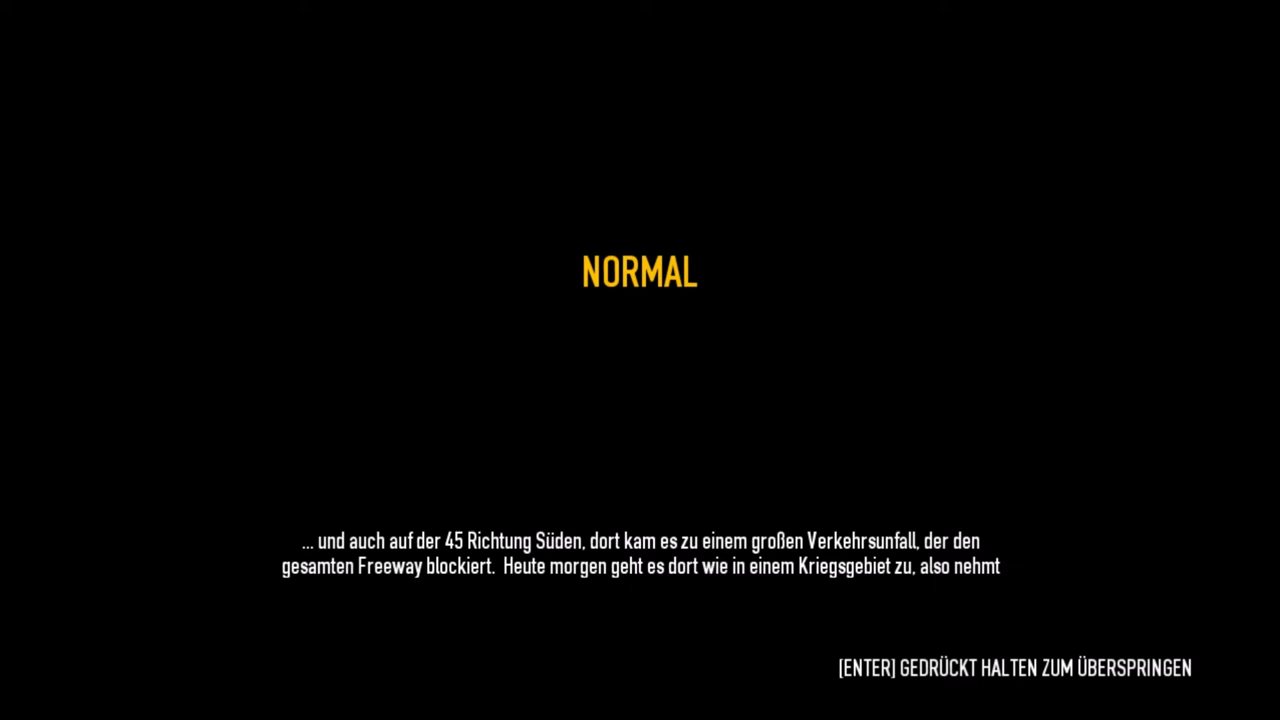 NORMAL
... und auch auf der 45 Richtung Süden, dort kam es zu einem großen Verkehrsunfall, der den
gesamten Freeway blockiert.  Heute morgen geht es dort wie in einem Kriegsgebiet zu, also nehmt
[ENTER] GEDRÜCKT HALTEN ZUM ÜBERSPRINGEN